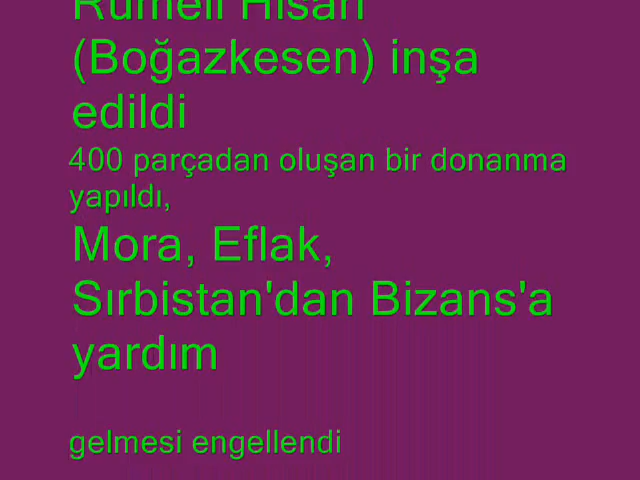 Rumeli Hisarı
(Boğazkesen) inşa
edildi
400 parçadan oluşan bir donanma
yapıldı,
Mora, Eflak,
Sırbistan'dan Bizans'a
yardım
gelmesi engellendi